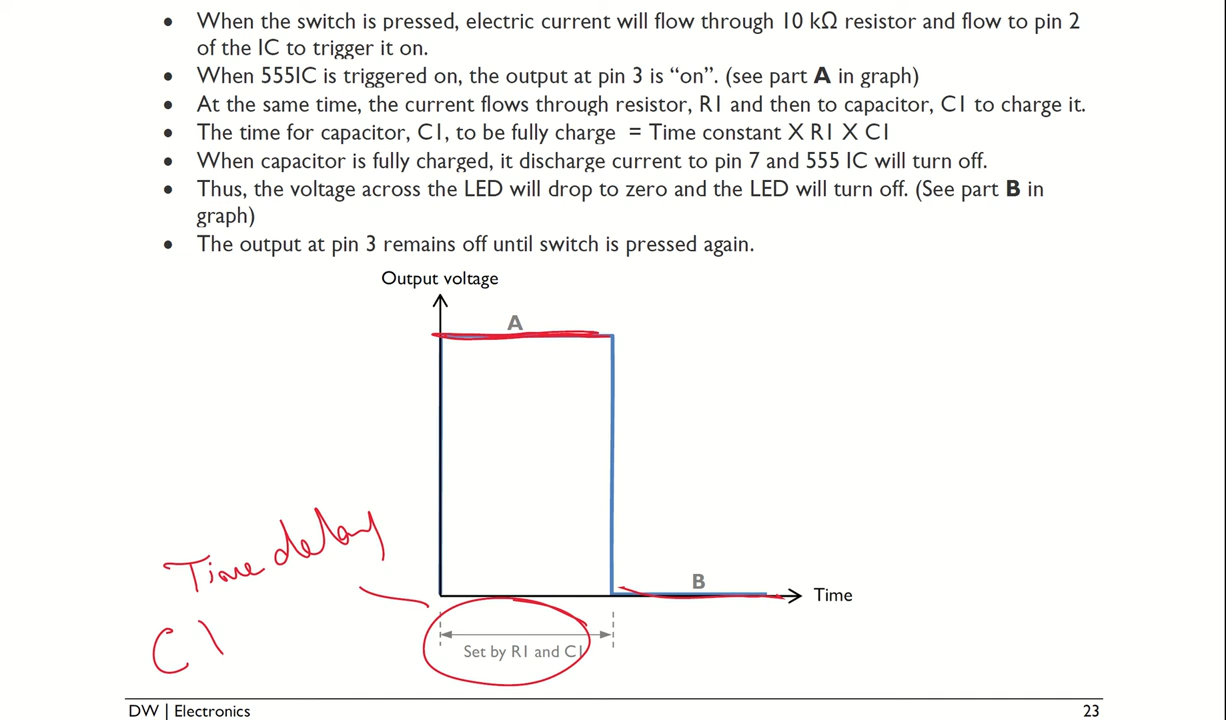 • When the switch is pressed, electric current will flow through 10 kΩ resistor and flow to pin 2
of the IC to trigger it on.
• When 555IC is triggered on, the output at pin 3 is “on”. (see part A in graph)
• At the same time, the current flows through resistor, R1 and then to capacitor, C1 to charge it.
• The time for capacitor, C1, to be fully charge = Time constant X R1 X C1
• When capacitor is fully charged, it discharge current to pin 7 and 555 IC will turn off.
• Thus, the voltage across the LED will drop to zero and the LED will turn off. (See part B in
graph)
• The output at pin 3 remains off until switch is pressed again.
Output voltage
A
Time delay
B
Time
C1
Set by R1 and C1
DW | Electronics
23